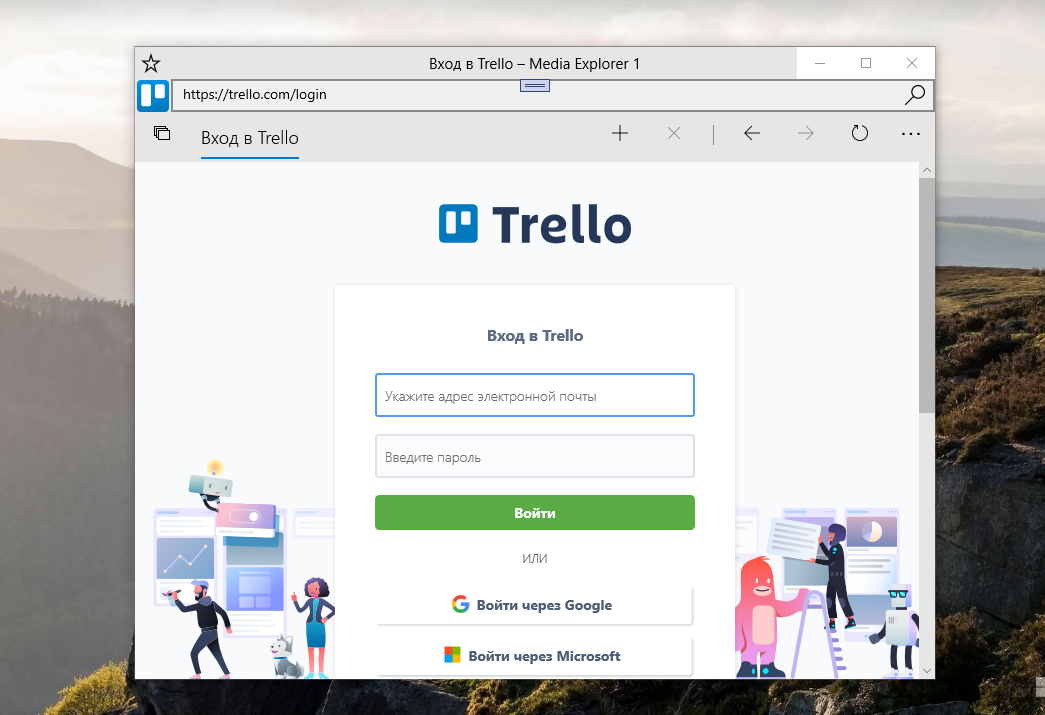 Вход в Trello – Media Explorer 1
https://trello.com/login
Вход в Trello
Trello
Вход в Trello
Укажите адрес электронной почты
Введите пароль
Войти
ИЛИ
Войти через Google
Войти через Microsoft